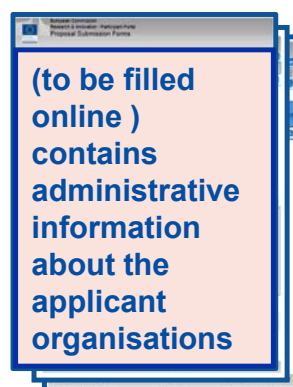 European Commission
Research & Innovation - Participant Portal
Proposal Submission Forms
(to be filled
online )
contains
administrative
information
about the
applicant
organisations